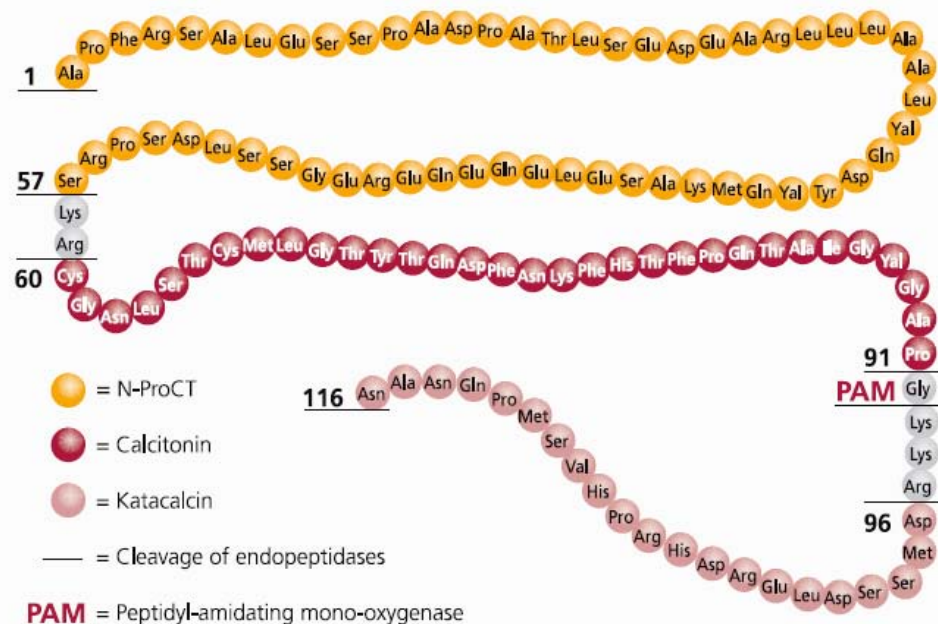 1 Ala Pro Phe Arg Ser Ala Leu Glu Ser Ser Pro Ala Asp Pro Ala Thr Leu Ser Glu Asp Glu Ala Arg Leu Leu Leu Ala
Ala
Leu
Yal
Gln
Asp Tyr Yal Gln Met Lys Ala Ser Glu Leu Glu Gln Glu Gln Glu Arg Glu Gly Ser Ser Leu Asp Ser Pro Arg Ser 57
Lys
Arg
60 Cys Gly Asn Leu Ser Thr Cys Met Leu Gly Thr Tyr Thr Gln Asp Phe Asn Lys Phe His Thr Phe Pro Gln Thr Ala Ile Gly Yal
Gly
Ala
91 Pro
PAM Gly
Lys
Lys
Arg
96 Asp
Met
Ser Ser Asp Leu Glu Arg Asp His Arg Pro His Val Ser Met Pro Gln Asn Ala Asn 116
= N-ProCT
= Calcitonin
= Katacalcin
= Cleavage of endopeptidases
PAM = Peptidyl-amidating mono-oxygenase